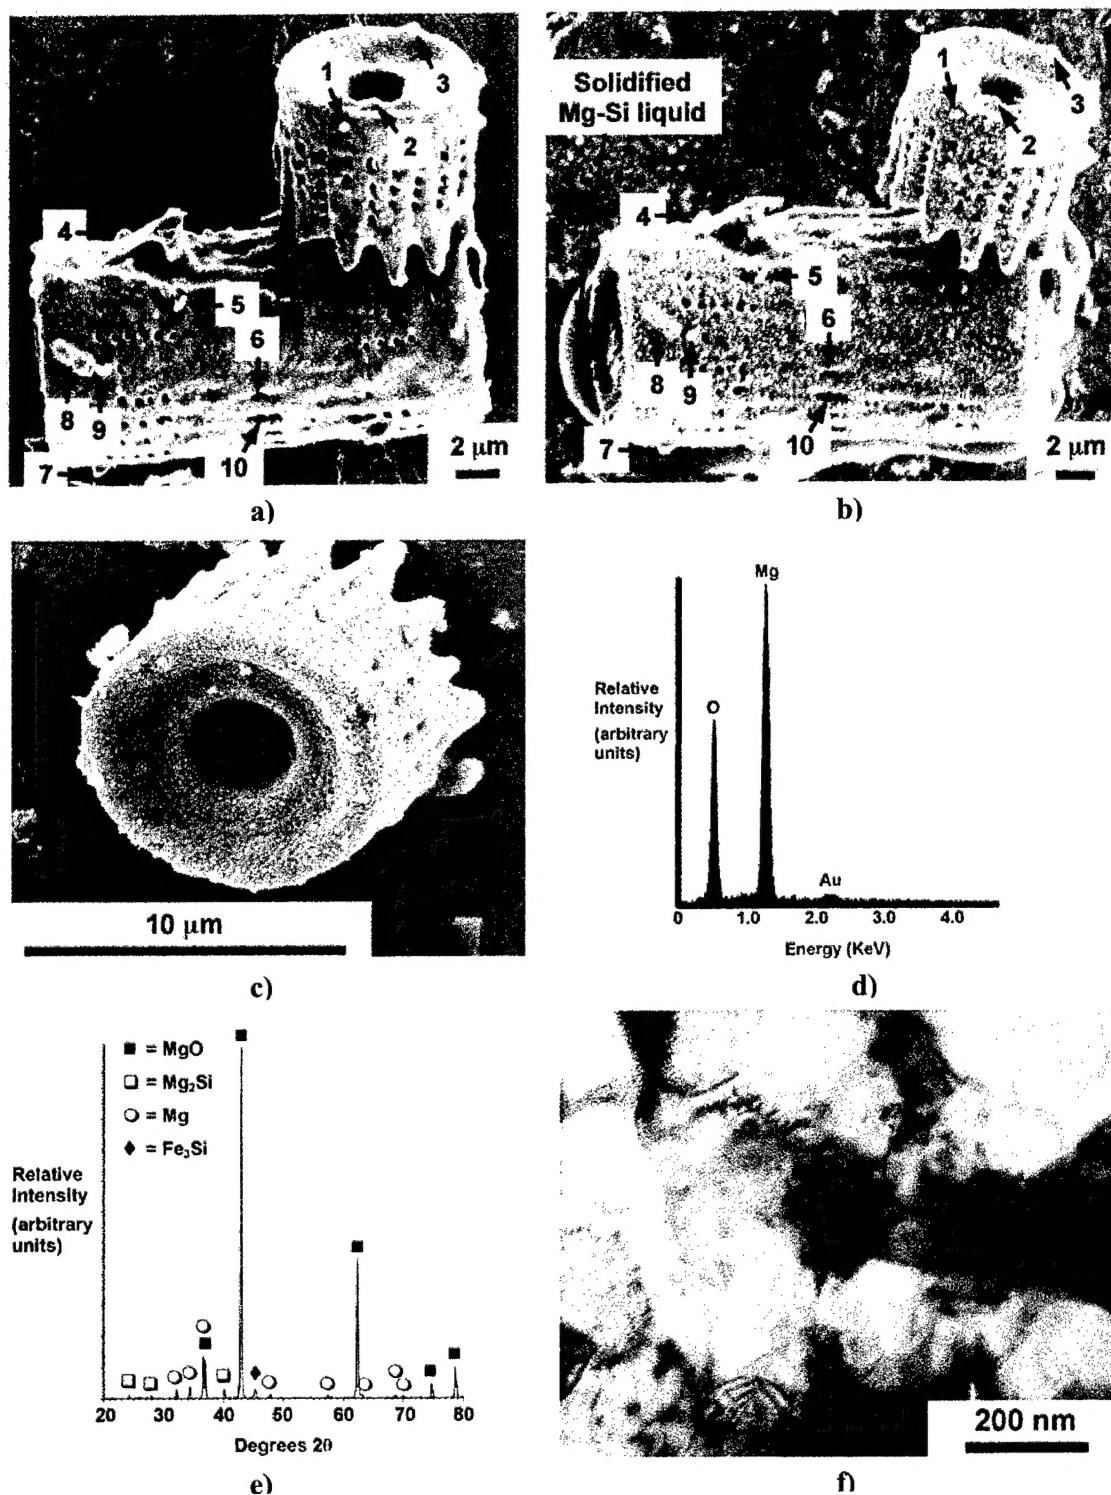 1
3
2
4
5
6
8
9
7
10
2 μm
a)
Solidified
Mg-Si liquid
1
3
2
4
5
6
8
9
7
10
2 μm
b)
10 μm
c)
Mg
Relative
Intensity
(arbitrary
units)
O
Au
0 1.0 2.0 3.0 4.0
Energy (KeV)
d)
■ = MgO
□ = Mg₂Si
○ = Mg
♦ = Fe₃Si
Relative
Intensity
(arbitrary
units)
20 30 40 50 60 70 80
Degrees 2θ
e)
200 nm
f)